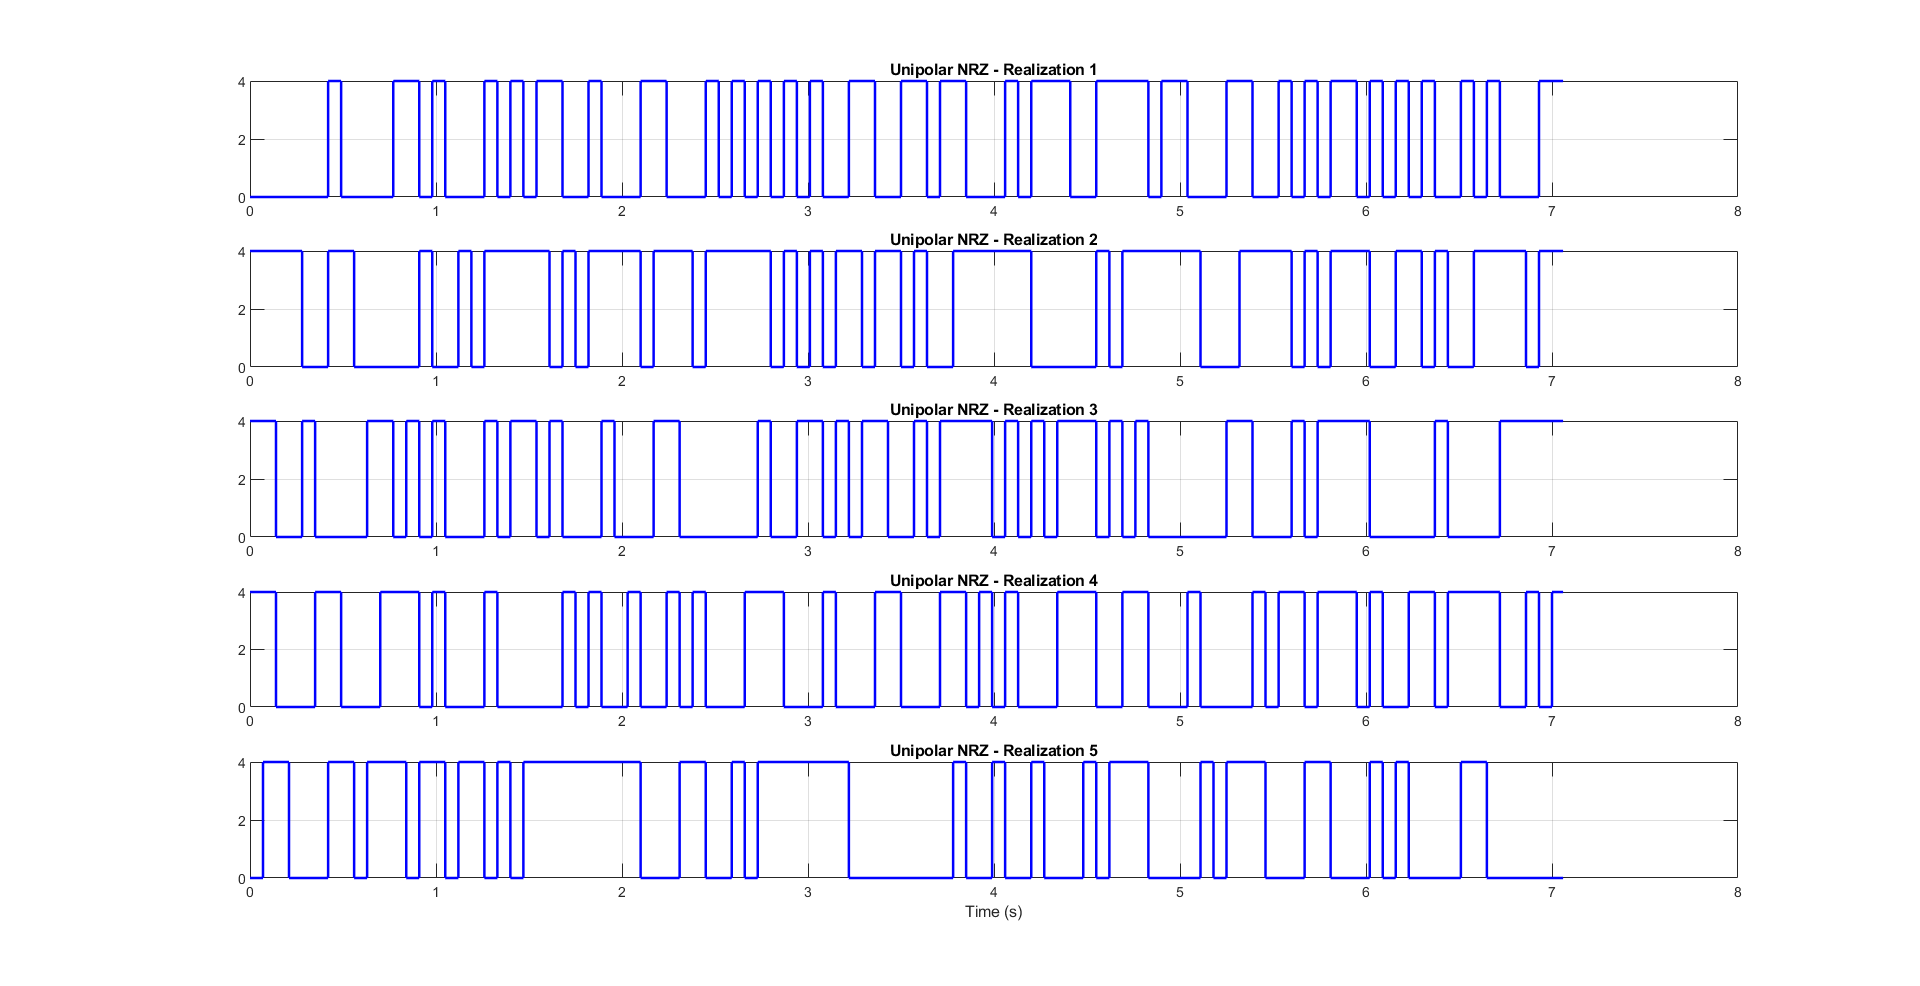 Unipolar NRZ - Realization 1
4
2
0
0 1 2 3 4 5 6 7 8
Unipolar NRZ - Realization 2
4
2
0
0 1 2 3 4 5 6 7 8
Unipolar NRZ - Realization 3
4
2
0
0 1 2 3 4 5 6 7 8
Unipolar NRZ - Realization 4
4
2
0
0 1 2 3 4 5 6 7 8
Unipolar NRZ - Realization 5
4
2
0
0 1 2 3 4 5 6 7 8
Time (s)